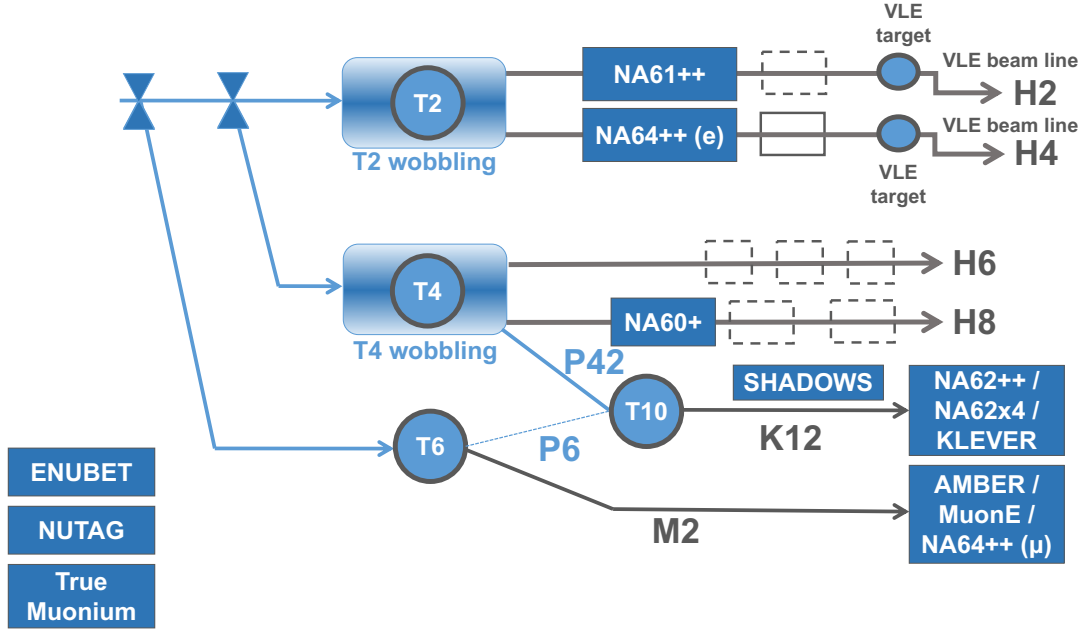 VLE
target
VLE beam line
NA61++
H2
T2
VLE beam line
NA64++ (e)
H4
T2 wobbling
VLE
target
H6
T4
NA60+
H8
T4 wobbling
P42
SHADOWS
NA62++ /
NA62x4 /
KLEVER
T10
K12
T6
P6
ENUBET
AMBER /
MuonE /
NA64++ (μ)
M2
NUTAG
True
Muonium